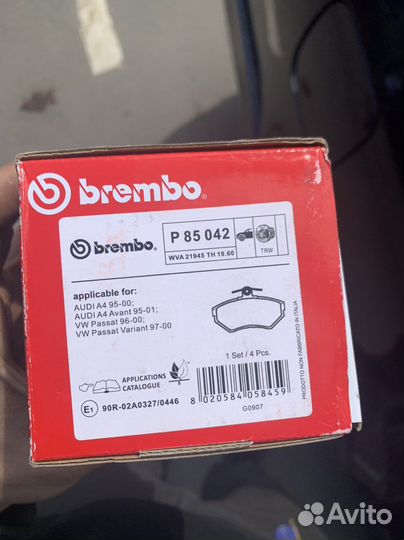 brembo
brembo
P 85 042
WVA 21945 TH 19.60
TRW
applicable for:
AUDI A4 95-00;
AUDI A4 Avant 95-01;
VW Passat 96-00;
VW Passat Variant 97-00
1 Set / 4 Pcs.
APPLICATIONS
CATALOGUE
E1 90R-02A0327/0446
8 020584 058459
G0907
PRODOTTO NON FABBRICATO IN ITALIA
Avito